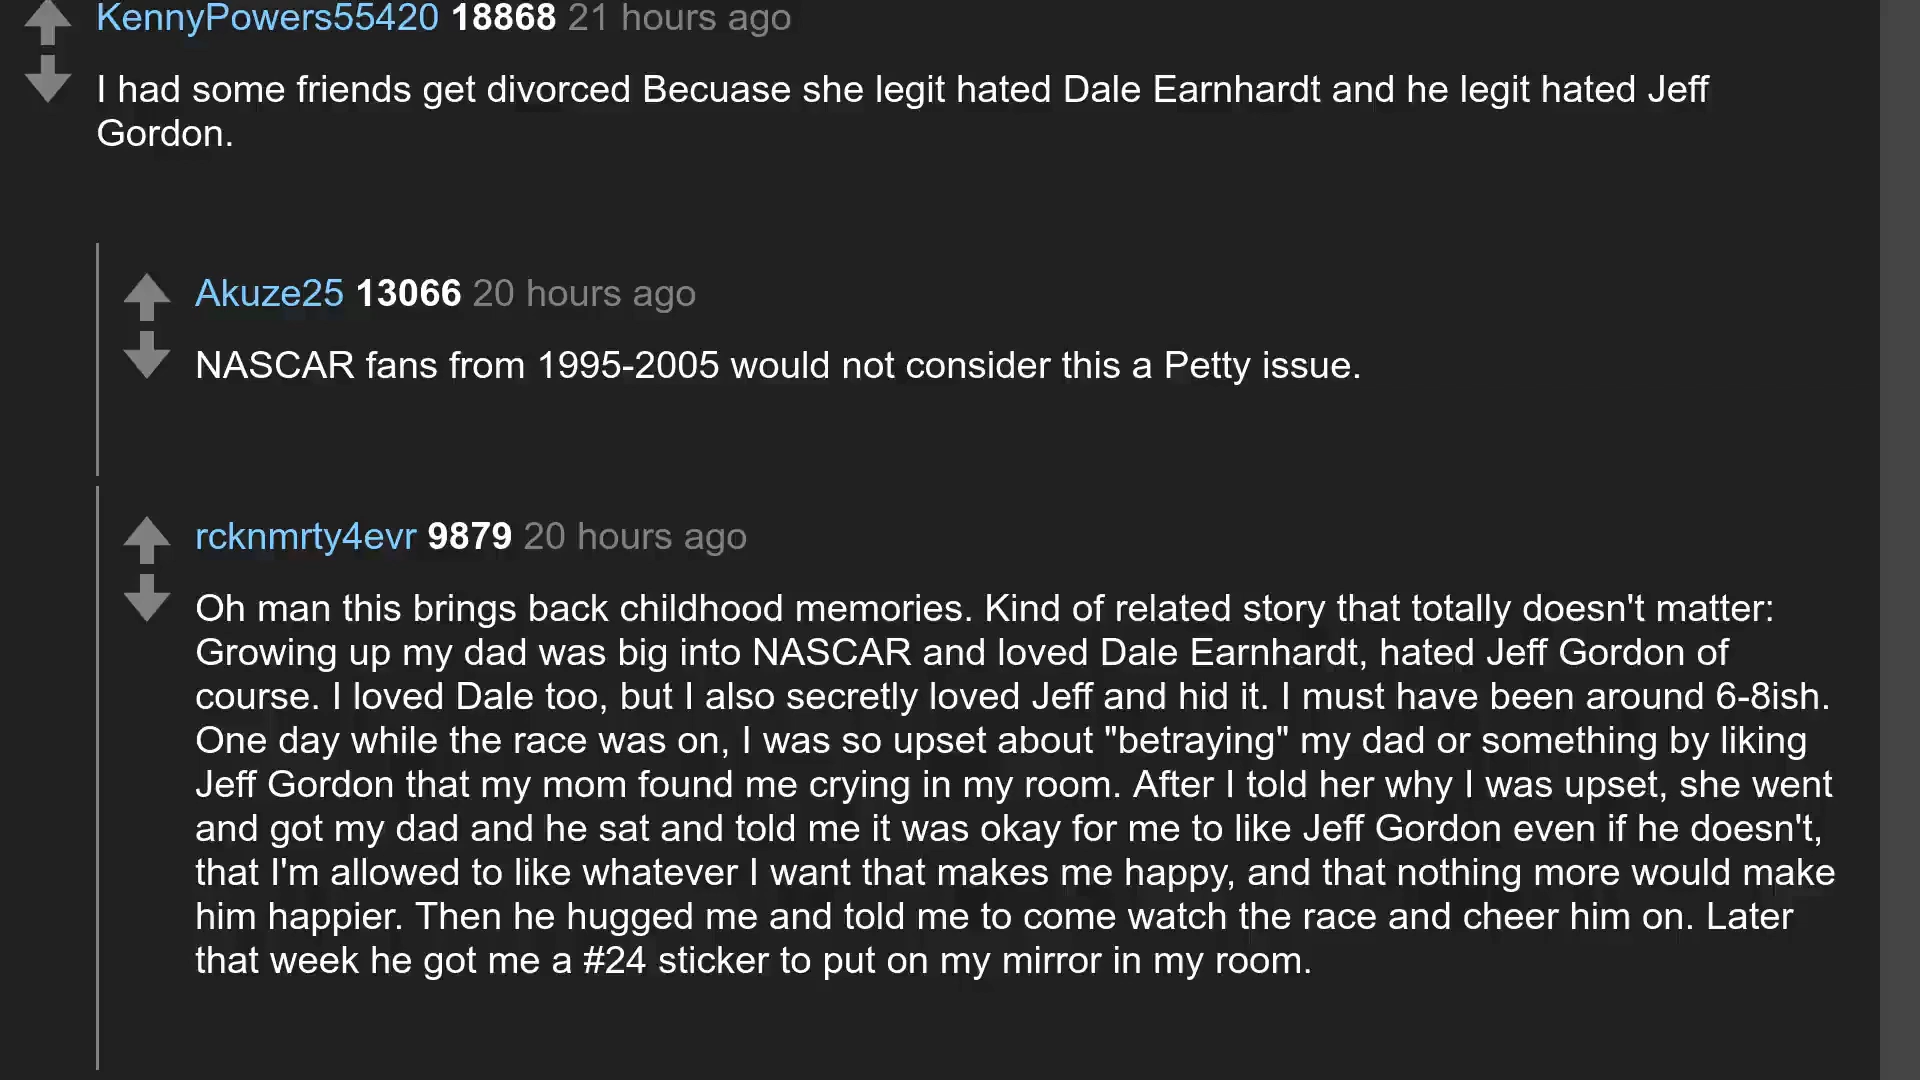 KennyPowers55420 18868 21 hours ago
I had some friends get divorced Becuase she legit hated Dale Earnhardt and he legit hated Jeff
Gordon.
Akuze25 13066 20 hours ago
NASCAR fans from 1995-2005 would not consider this a Petty issue.
rcknmrty4evr 9879 20 hours ago
Oh man this brings back childhood memories. Kind of related story that totally doesn't matter:
Growing up my dad was big into NASCAR and loved Dale Earnhardt, hated Jeff Gordon of
course. I loved Dale too, but I also secretly loved Jeff and hid it. I must have been around 6-8ish.
One day while the race was on, I was so upset about "betraying" my dad or something by liking
Jeff Gordon that my mom found me crying in my room. After I told her why I was upset, she went
and got my dad and he sat and told me it was okay for me to like Jeff Gordon even if he doesn't,
that I'm allowed to like whatever I want that makes me happy, and that nothing more would make
him happier. Then he hugged me and told me to come watch the race and cheer him on. Later
that week he got me a #24 sticker to put on my mirror in my room.